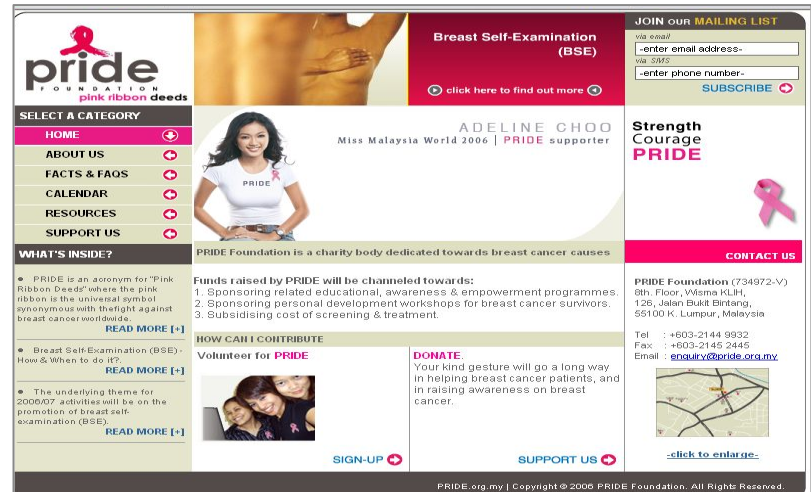 pride
FOUNDATION
pink ribbon deeds
Breast Self-Examination
(BSE)
click here to find out more
JOIN OUR MAILING LIST
via email
-enter email address-
via SMS
-enter phone number-
SUBSCRIBE
SELECT A CATEGORY
HOME
ABOUT US
FACTS & FAQS
CALENDAR
RESOURCES
SUPPORT US
WHAT'S INSIDE?
PRIDE is an acronym for "Pink
Ribbon Deeds" where the pink
ribbon is the universal symbol
synonymous with thefight against
breast cancer worldwide.
READ MORE [+]
Breast Self-Examination (BSE) -
How & When to do it?.
READ MORE [+]
The underlying theme for
2006/07 activities will be on the
promotion of breast self-
examination (BSE).
READ MORE [+]
ADELINE CHOO
Miss Malaysia World 2006 | PRIDE supporter
PRIDE
PRIDE Foundation is a charity body dedicated towards breast cancer causes
Funds raised by PRIDE will be channeled towards:
1. Sponsoring related educational, awareness & empowerment programmes.
2. Sponsoring personal development workshops for breast cancer survivors.
3. Subsidising cost of screening & treatment.
HOW CAN I CONTRIBUTE
Volunteer for PRIDE
SIGN-UP
DONATE.
Your kind gesture will go a long way
in helping breast cancer patients, and
in raising awareness on breast
cancer.
SUPPORT US
Strength
Courage
PRIDE
CONTACT US
PRIDE Foundation (734972-V)
8th. Floor, Wisma KLIH,
126, Jalan Bukit Bintang,
55100 K. Lumpur, Malaysia
Tel : +603-2144 9932
Fax : +603-2145 2445
Email : enquiry@pride.org.my
-click to enlarge-
PRIDE.org.my | Copyright © 2006 PRIDE Foundation. All Rights Reserved.